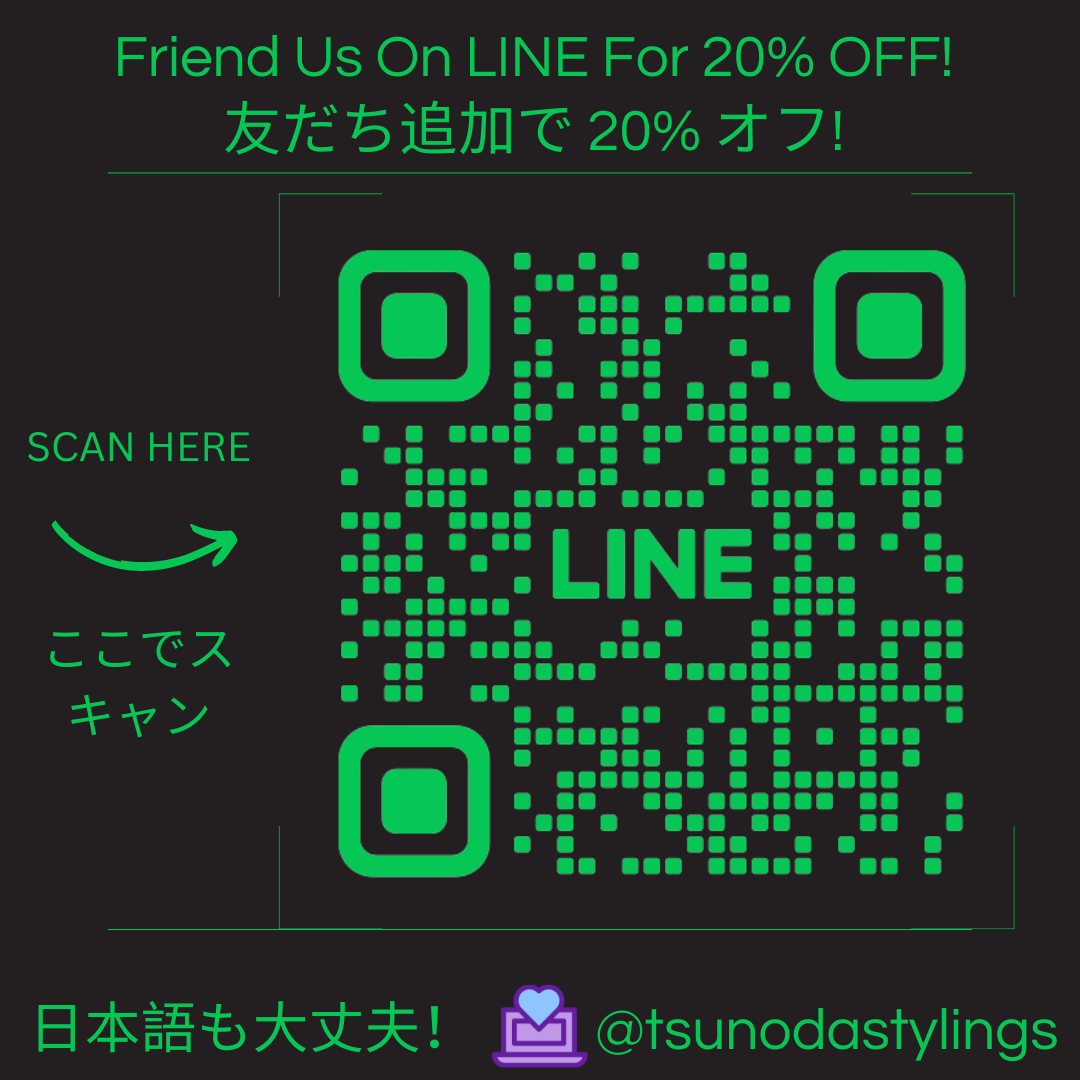 Friend Us On LINE For 20% OFF!
友だち追加で 20% オフ!
SCAN HERE
LINE
ここでス
キャン
日本語も大丈夫!
@tsunodastylings